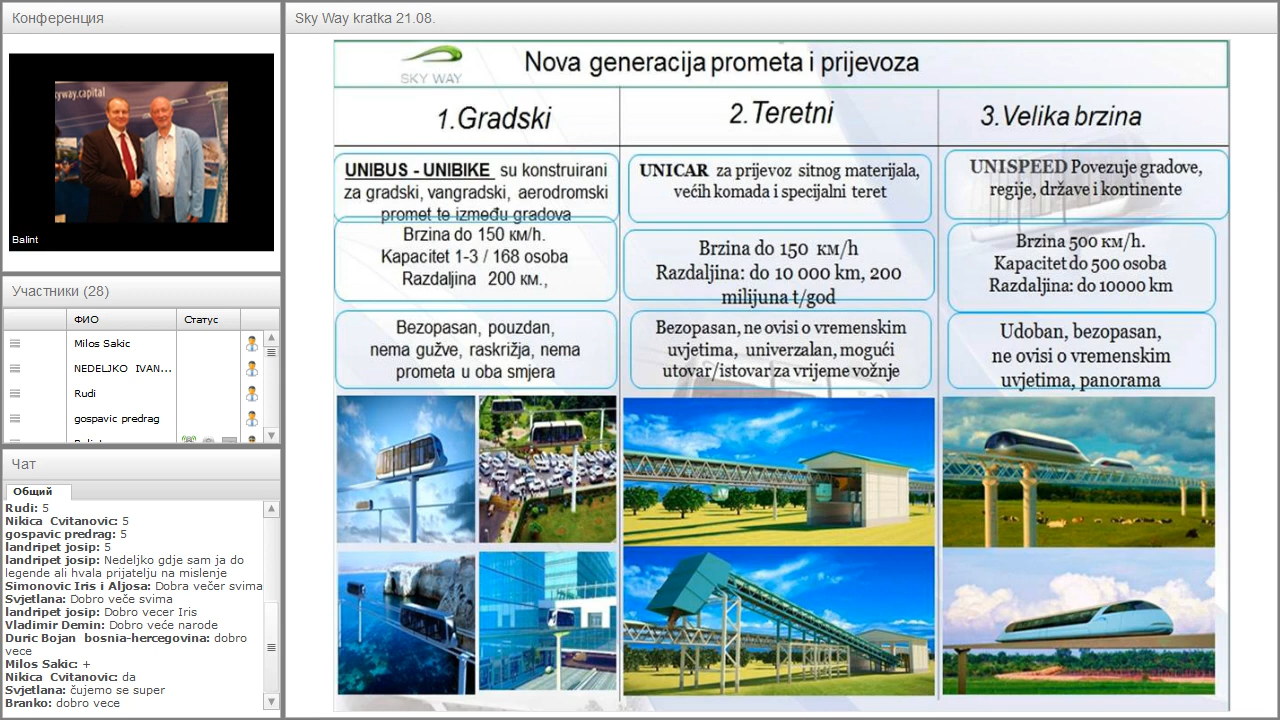 Конференция
kyway.capital
Balint
Участники (28)
ФИО
Статус
Milos Sakic
NEDELJKO IVAN...
Rudi
gospavic predrag
Чат
Общий
Rudi: 5
Nikica Cvitanovic: 5
gospavic predrag: 5
landripet josip: 5
landripet josip: Nedeljko gdje sam ja do
legende ali hvala prijatelju na mislenje
Simonovic Iris i Aljosa: Dobra večer svima
Svjetlana: Dobro veče svima
landripet josip: Dobro vecer Iris
Vladimir Demin: Dobro veće narode
Duric Bojan bosnia-hercegovina: dobro
vece
Milos Sakic: +
Nikica Cvitanovic: da
Svjetlana: čujemo se super
Branko: dobro vece
Sky Way kratka 21.08.
SKY WAY
Nova generacija prometa i prijevoza
1.Gradski
2.Teretni
3.Velika brzina
UNIBUS - UNIBIKE su konstruirani
za gradski, vangradski, aerodromski
promet te između gradova
Brzina do 150 км/h.
Kapacitet 1-3 / 168 osoba
Razdaljina 200 км.,
Bezopasan, pouzdan,
nema gužve, raskrižja, nema
prometa u oba smjera
UNICAR za prijevoz sitnog materijala,
većih komada i specijalni teret
Brzina do 150 км/h
Razdaljina: do 10 000 km, 200
milijuna t/god
Bezopasan, ne ovisi o vremenskim
uvjetima, univerzalan, mogući
utovar/istovar za vrijeme vožnje
UNISPEED Povezuje gradove,
regije, države i kontinente
Brzina 500 км/h.
Kapacitet do 500 osoba
Razdaljina: do 10000 km
Udoban, bezopasan,
ne ovisi o vremenskim
uvjetima, panorama